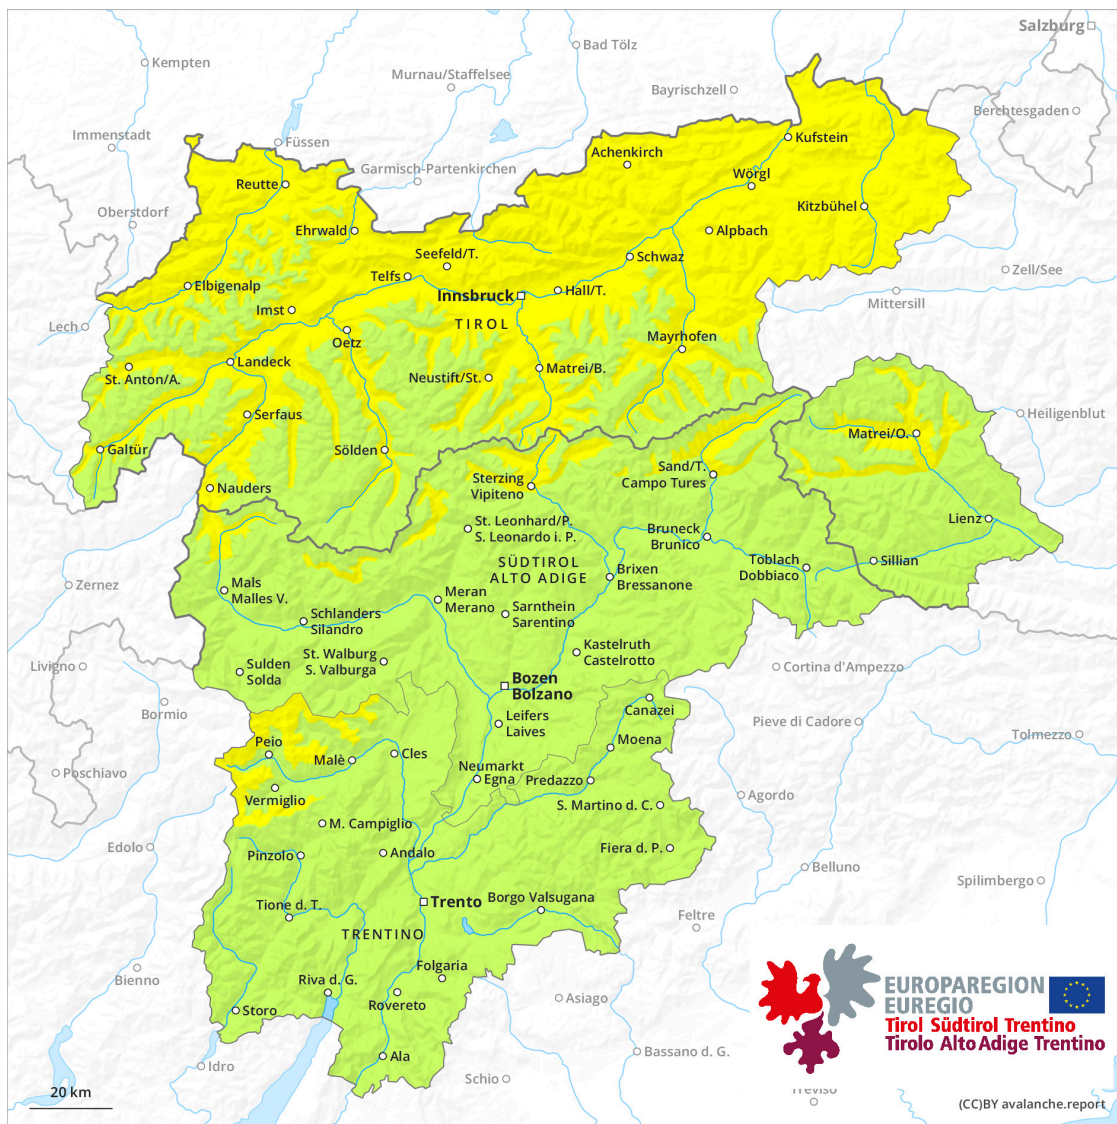 Salzburg
Bad Tölz
Kempten
Murnau/Staffelsee
Bayrischzell
Berchtesgaden
Immenstadt
Füssen
Kufstein
Achenkirch
Garmisch-Partenkirchen
Wörgl
Reutte
Oberstdorf
Kitzbühel
Ehrwald
Alpbach
Seefeld/T.
Schwaz
Zell/See
Telfs
Elbigenalp
Hall/T.
Innsbruck
Mittersill
Imst
TIROL
Lech
Oetz
Mayrhofen
Landeck
Matrei/B.
St. Anton/A.
Neustift/St.
Serfaus
Heiligenblut
Matrei/O.
Galtür
Sölden
Sand/T.
Campo Tures
Sterzing
Vipiteno
Nauders
St. Leonhard/P.
S. Leonardo i. P.
Lienz
Bruneck
Brunico
SÜDTIROL
ALTO ADIGE
Toblach
Dobbiaco
Sillian
Brixen
Bressanone
Zernez
Mals
Malles V.
Meran
Merano
Sarnthein
Sarentino
Schlanders
Silandro
Kastelruth
Castelrotto
St. Walburg
S. Valburga
Livigno
Sulden
Solda
Cortina d'Ampezzo
Bozen
Bolzano
Bormio
Canazei
Leifers
Laives
Pieve di Cadore
Tolmezzo
Peio
Moena
Malè
Cles
Poschiavo
Neumarkt
Egna
Predazzo
Vermiglio
Agordo
S. Martino d. C.
M. Campiglio
Edolo
Pinzolo
Andalo
Fiera d. P.
Belluno
Spilimbergo
Trento
Borgo Valsugana
Tione d. T.
Feltre
TRENTINO
Folgaria
Bienno
Riva d. G.
EUROPAREGION
EUREGIO
Tirol Südtirol Trentino
Tirolo Alto Adige Trentino
Asiago
Rovereto
Storo
Bassano d. G.
Ala
Idro
Schio
Treviso
20 km
(CC)BY avalanche.report